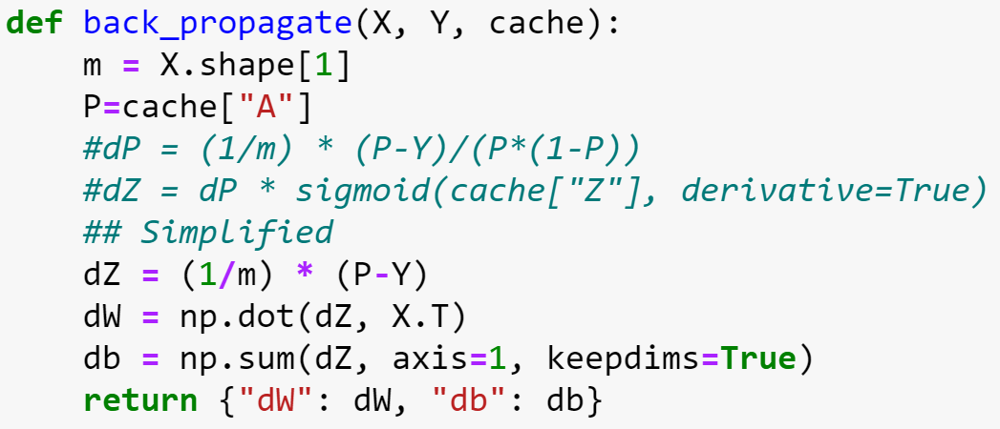 def back_propagate(X, Y, cache):
    m = X.shape[1]
    P=cache["A"]
    #dP = (1/m) * (P-Y)/(P*(1-P))
    #dZ = dP * sigmoid(cache["Z"], derivative=True)
    ## Simplified
    dZ = (1/m) * (P-Y)
    dW = np.dot(dZ, X.T)
    db = np.sum(dZ, axis=1, keepdims=True)
    return {"dW": dW, "db": db}